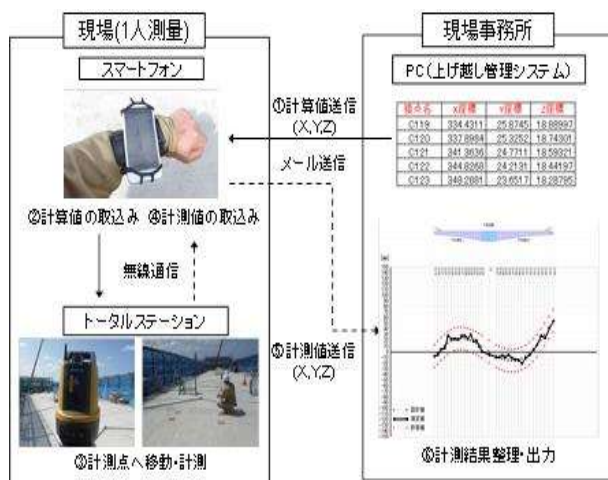 現場(1人測量)
スマートフォン
②計算値の取込み ④計測値の取込み
無線通信
トータルステーション
③計測点へ移動・計測
①計算値送信
(X,Y,Z)
メール送信
⑤計測値送信
(X,Y,Z)
現場事務所
PC(上げ越し管理システム)
X座標 Y座標 Z座標
C119 334.4311 25.8745 18.88997
C120 337.8984 25.3252 18.74301
C121 341.3636 24.7711 18.59321
C122 344.8268 24.2131 18.44197
C123 348.2881 23.6517 18.28795
⑥計測結果整理・出力